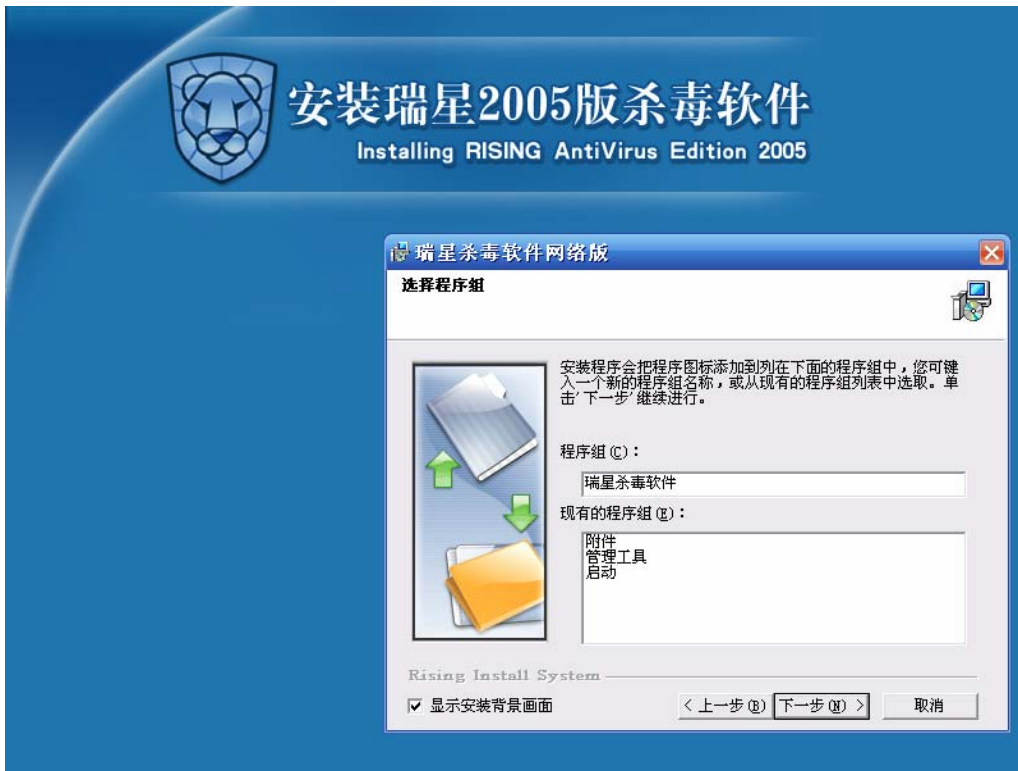 安装瑞星2005版杀毒软件
Installing RISING AntiVirus Edition 2005
瑞星杀毒软件网络版
选择程序组
安装程序会把程序图标添加到列在下面的程序组中，您可键
入一个新的程序组名称，或从现有的程序组列表中选取。单
击'下一步'继续进行。
程序组(C)：
瑞星杀毒软件
现有的程序组(E)：
附件
管理工具
启动
Rising Install System
显示安装背景画面
< 上一步(B) 下一步(N) > 取消